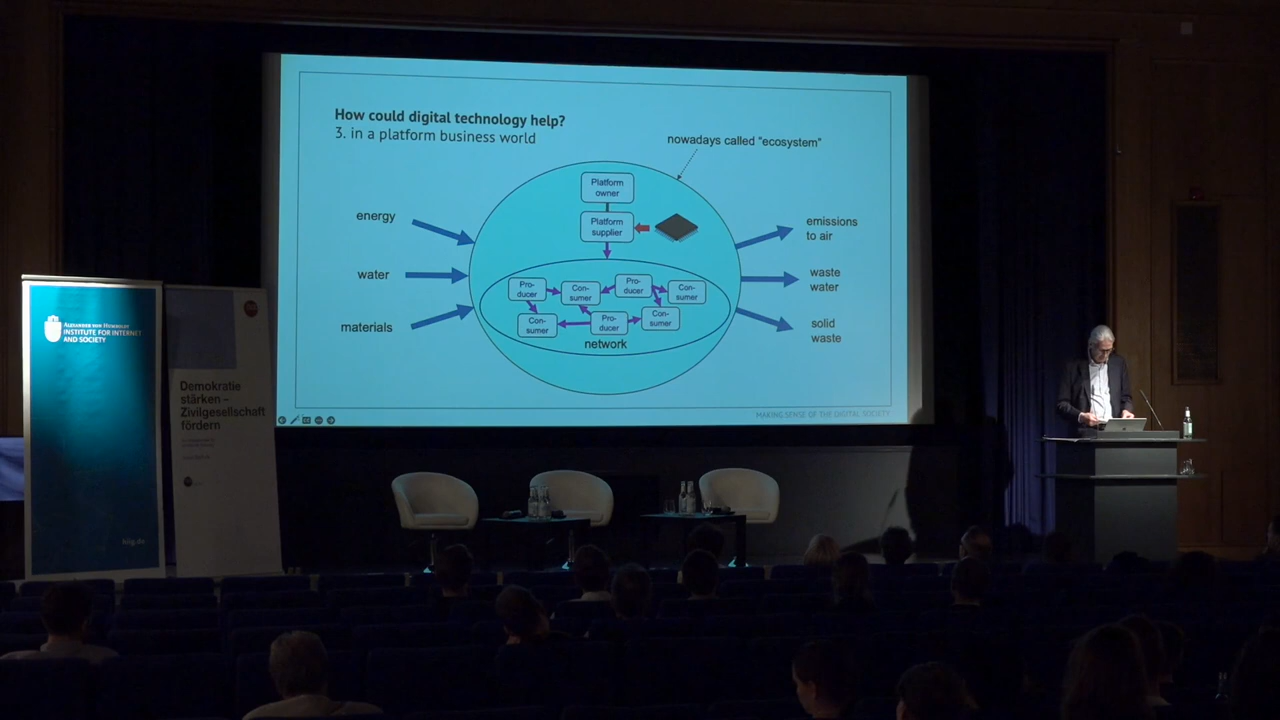 How could digital technology help?
3. in a platform business world
nowadays called "ecosystem"
Platform
owner
Platform
supplier
energy
water
materials
emissions
to air
waste
water
solid
waste
Pro-
ducer
Con-
sumer
Pro-
ducer
Con-
sumer
Con-
sumer
Pro-
ducer
Con-
sumer
network
MAKING SENSE OF THE DIGITAL SOCIETY
ALEXANDER VON HUMBOLDT
INSTITUTE FOR INTERNET
AND SOCIETY
hiig.de
Demokratie
stärken –
Zivilgesellschaft
fördern